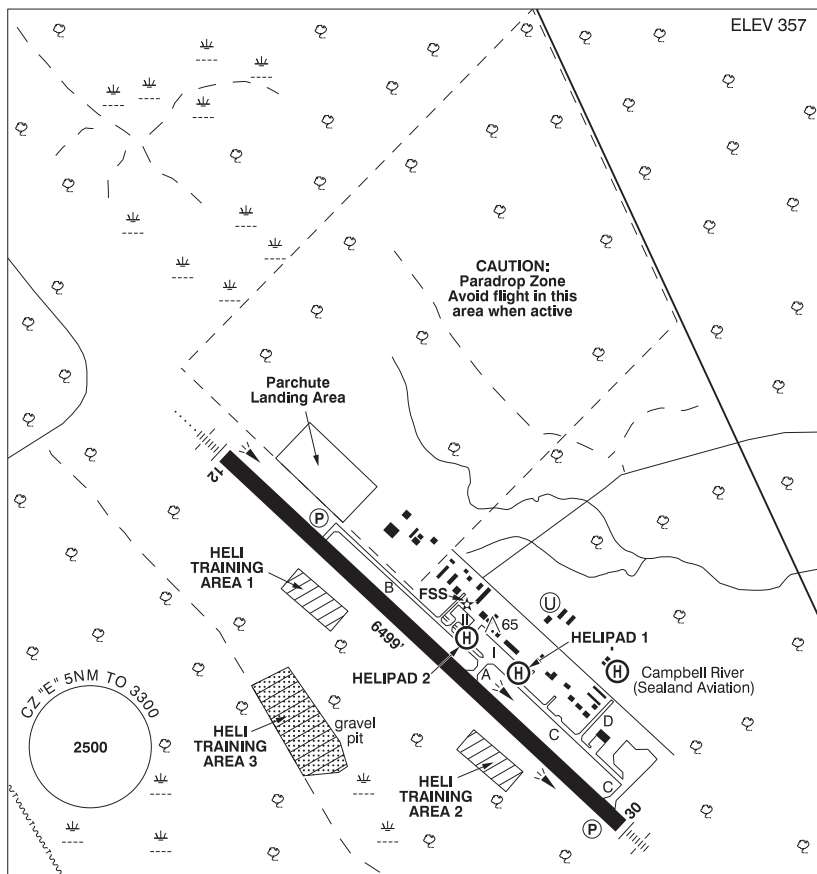 ELEV 357
CAUTION:
Paradrop Zone
Avoid flight in this
area when active
Parchute
Landing Area
12
P
HELI
TRAINING
AREA 1
B
FSS
U
II
65
H
HELIPAD 1
6499'
HELIPAD 2
I
A
H
H
Campbell River
(Sealand Aviation)
CZ "E" 5NM TO 3300
2500
HELI
TRAINING
AREA 3
gravel
pit
D
C
HELI
TRAINING
AREA 2
C
30
P